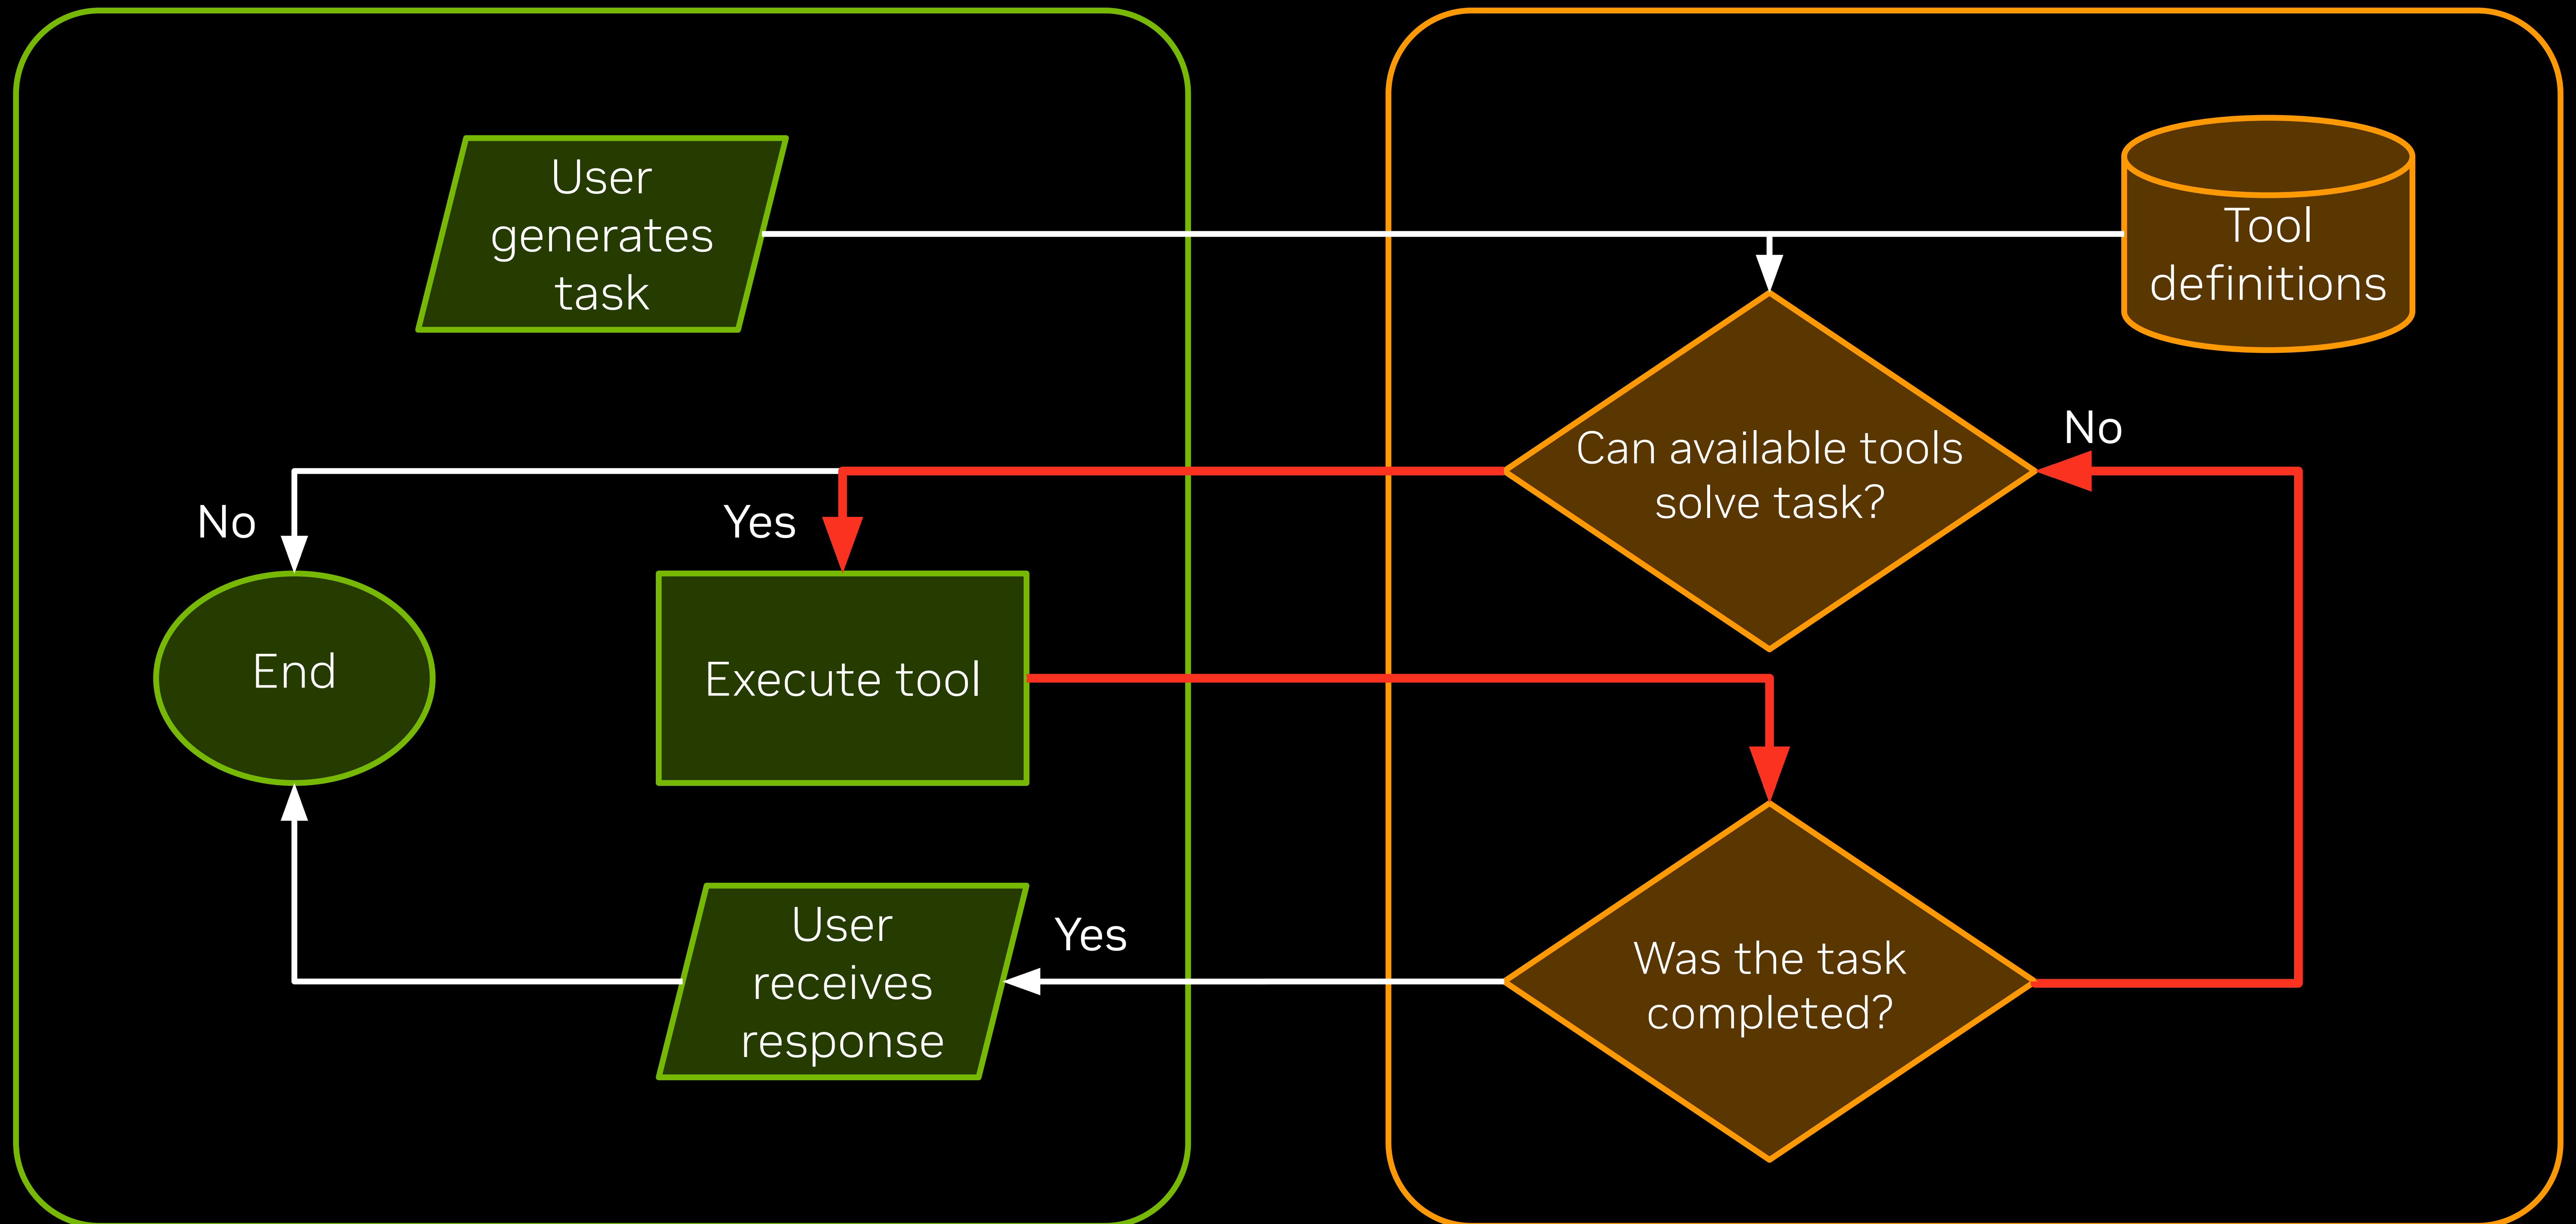 User
generates
task
Tool
definitions
No
Can available tools
solve task?
No
Yes
End
Execute tool
User
receives
response
Yes
Was the task
completed?